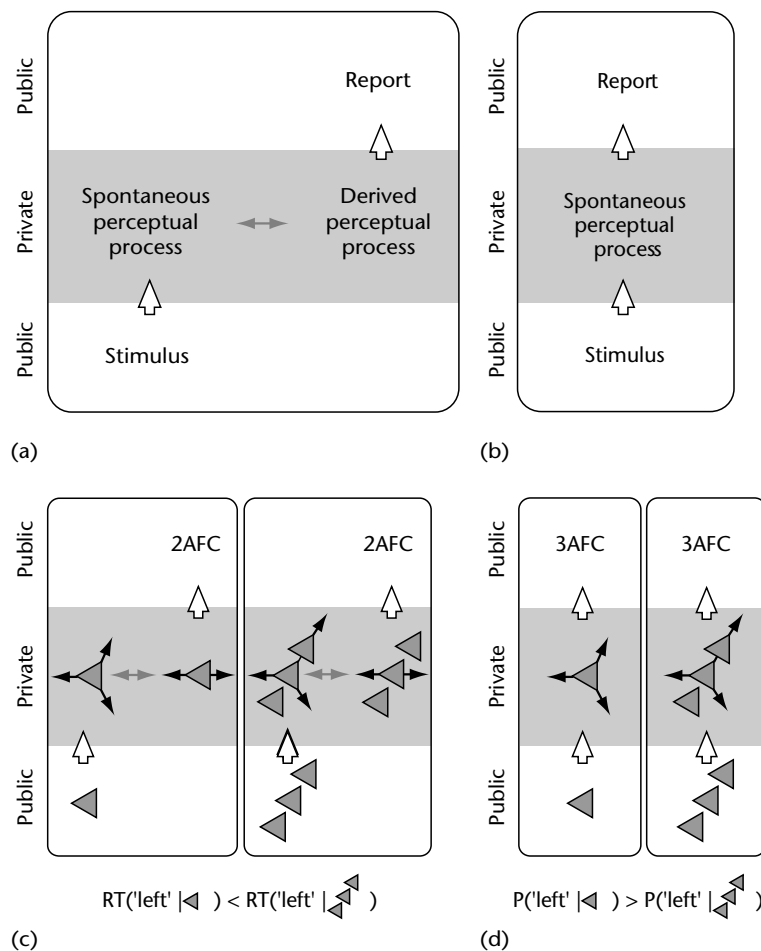 Public
Private
Public
Report
Spontaneous
perceptual
process
Derived
perceptual
process
Stimulus
(a)
Public
Private
Public
Report
Spontaneous
perceptual
process
Stimulus
(b)
Public
Private
Public
2AFC
2AFC
RT('left' | ) < RT('left' | )
(c)
Public
Private
Public
3AFC
3AFC
P('left' | ) > P('left' | )
(d)